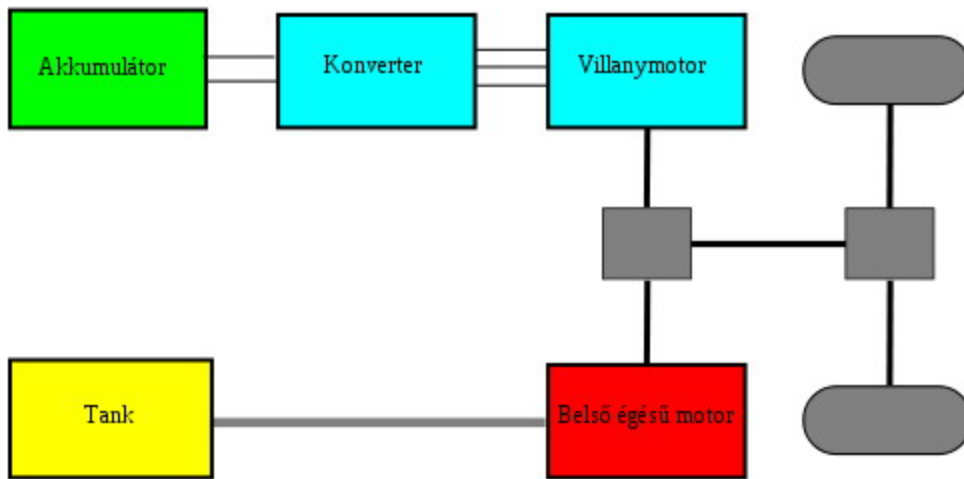 Akkumulátor
Konverter
Villanymotor
Tank
Belső égésű motor